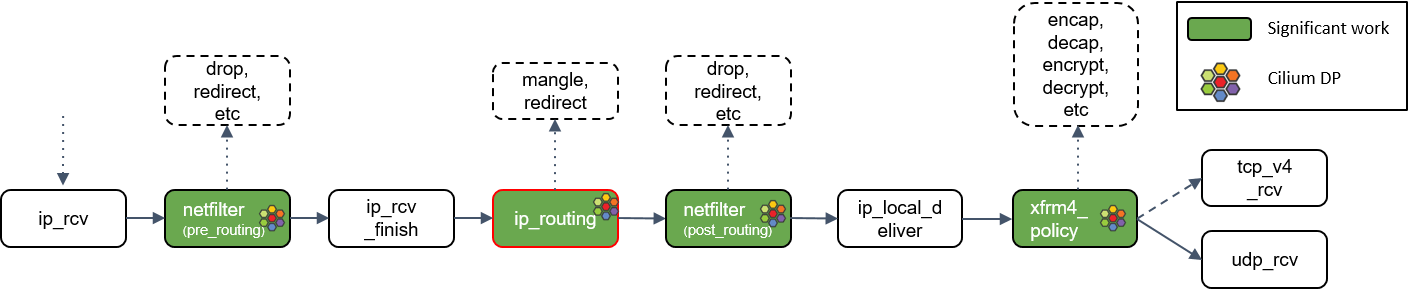 drop,
redirect,
etc
mangle,
redirect
drop,
redirect,
etc
encap,
decap,
encrypt,
decrypt,
etc
Significant work
Cilium DP
ip_rcv
netfilter
(pre_routing)
ip_rcv
_finish
ip_routing
netfilter
(post_routing)
ip_local_d
eliver
xfrm4_
policy
tcp_v4
_rcv
udp_rcv